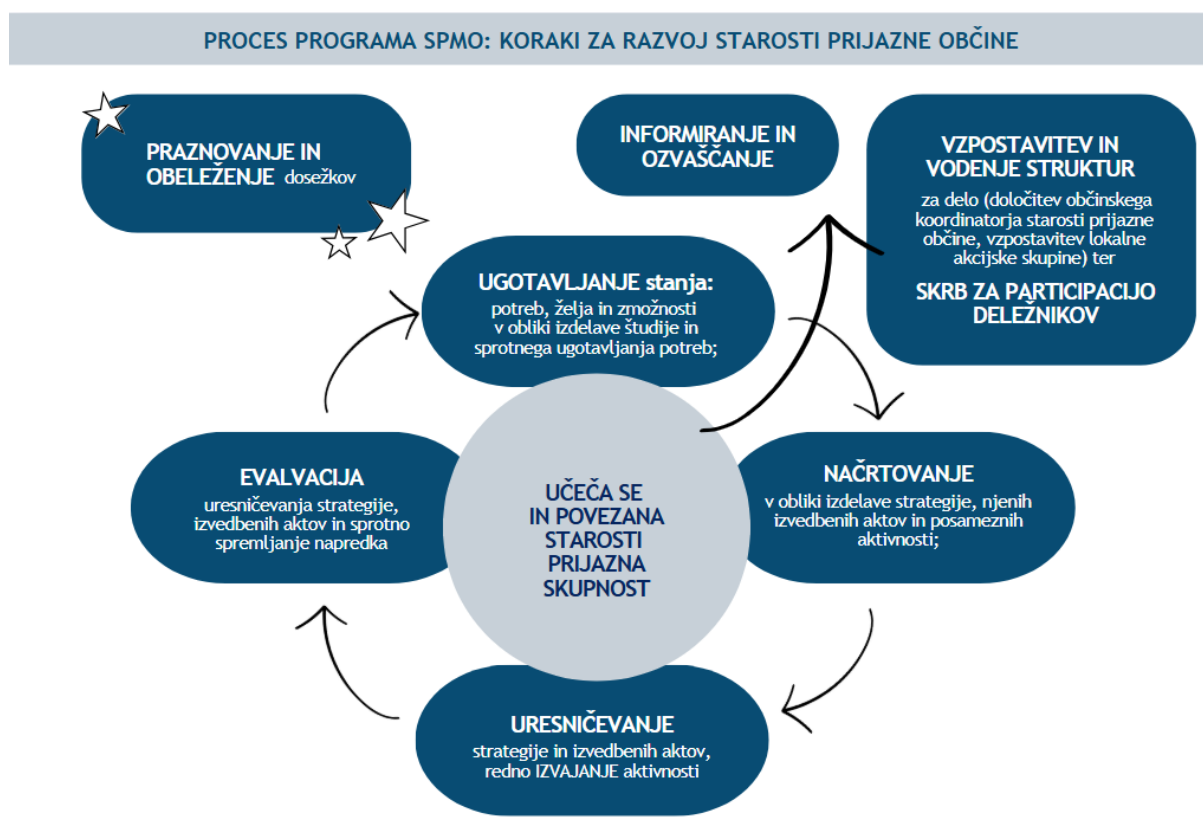 PROCES PROGRAMA SPMO: KORAKI ZA RAZVOJ STAROSTI PRIJAZNE OBČINE
PRAZNOVANJE IN
OBELEŽENJE dosežkov
INFORMIRANJE IN
OZVAŠČANJE
VZPOSTAVITEV IN
VODENJE STRUKTUR
za delo (določitev občinskega
koordinatorja starosti prijazne
občine, vzpostavitev lokalne
akcijske skupine) ter
SKRB ZA PARTICIPACIJO
DELEŽNIKOV
UGOTAVLJANJE stanja:
potreb, želja in zmožnosti
v obliki izdelave študije in
sprotnega ugotavljanja potreb;
NAČRTOVANJE
v obliki izdelave strategije, njenih
izvedbenih aktov in posameznih
aktivnosti;
URESNIČEVANJE
strategije in izvedbenih aktov,
redno IZVAJANJE aktivnosti
EVALVACIJA
uresničevanja strategije,
izvedbenih aktov in sprotno
spremljanje napredka
UČEČA SE
IN POVEZANA
STAROSTI
PRIJAZNA
SKUPNOST